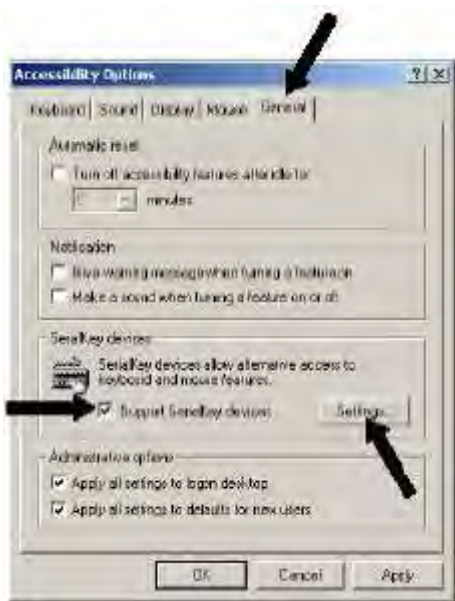 Accessibility Options
Keyboard Sound Display Mouse General
Automatic reset
Turn off accessibility features after idle for
minutes
Notification
Give warning message when turning a feature on
Make a sound when turning a feature on or off
SerialKey devices
SerialKey devices allow alternative access to
keyboard and mouse features.
Support SerialKey devices
Settings
Administrative options
Apply all settings to logon desktop
Apply all settings to defaults for new users
OK Cancel Apply